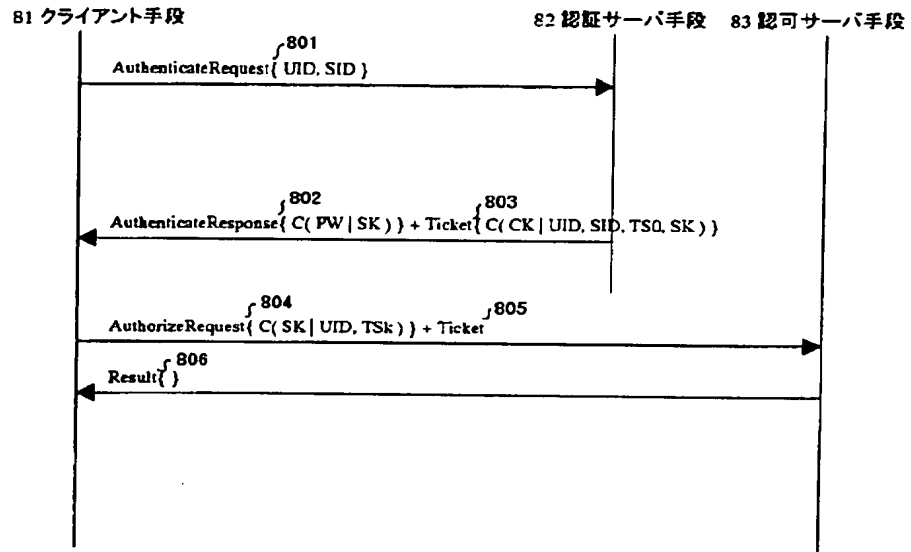 81 クライアント手段
82 認証サーバ手段
83 認可サーバ手段
801
AuthenticateRequest{ UID, SID }
802
803
AuthenticateResponse{ C( PW | SK ) } + Ticket{ C( CK | UID, SID, TS0, SK ) }
804
805
AuthorizeRequest{ C( SK | UID, TSk ) } + Ticket
806
Result{ }